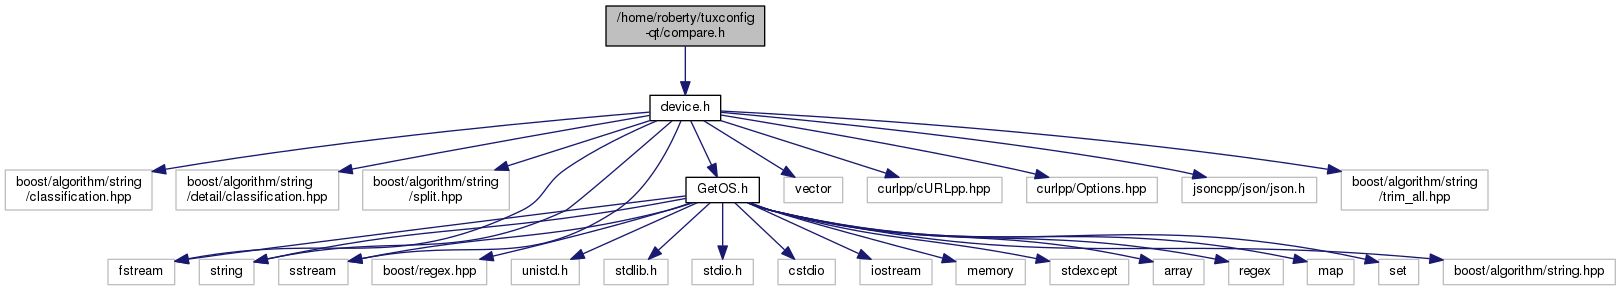 /home/roberty/tuxconfig
-qt/compare.h
device.h
boost/algorithm/string
/classification.hpp
boost/algorithm/string
/detail/classification.hpp
boost/algorithm/string
/split.hpp
GetOS.h
vector
curlpp/cURLpp.hpp
curlpp/Options.hpp
jsoncpp/json/json.h
boost/algorithm/string
/trim_all.hpp
fstream
string
sstream
boost/regex.hpp
unistd.h
stdlib.h
stdio.h
cstdio
iostream
memory
stdexcept
array
regex
map
set
boost/algorithm/string.hpp